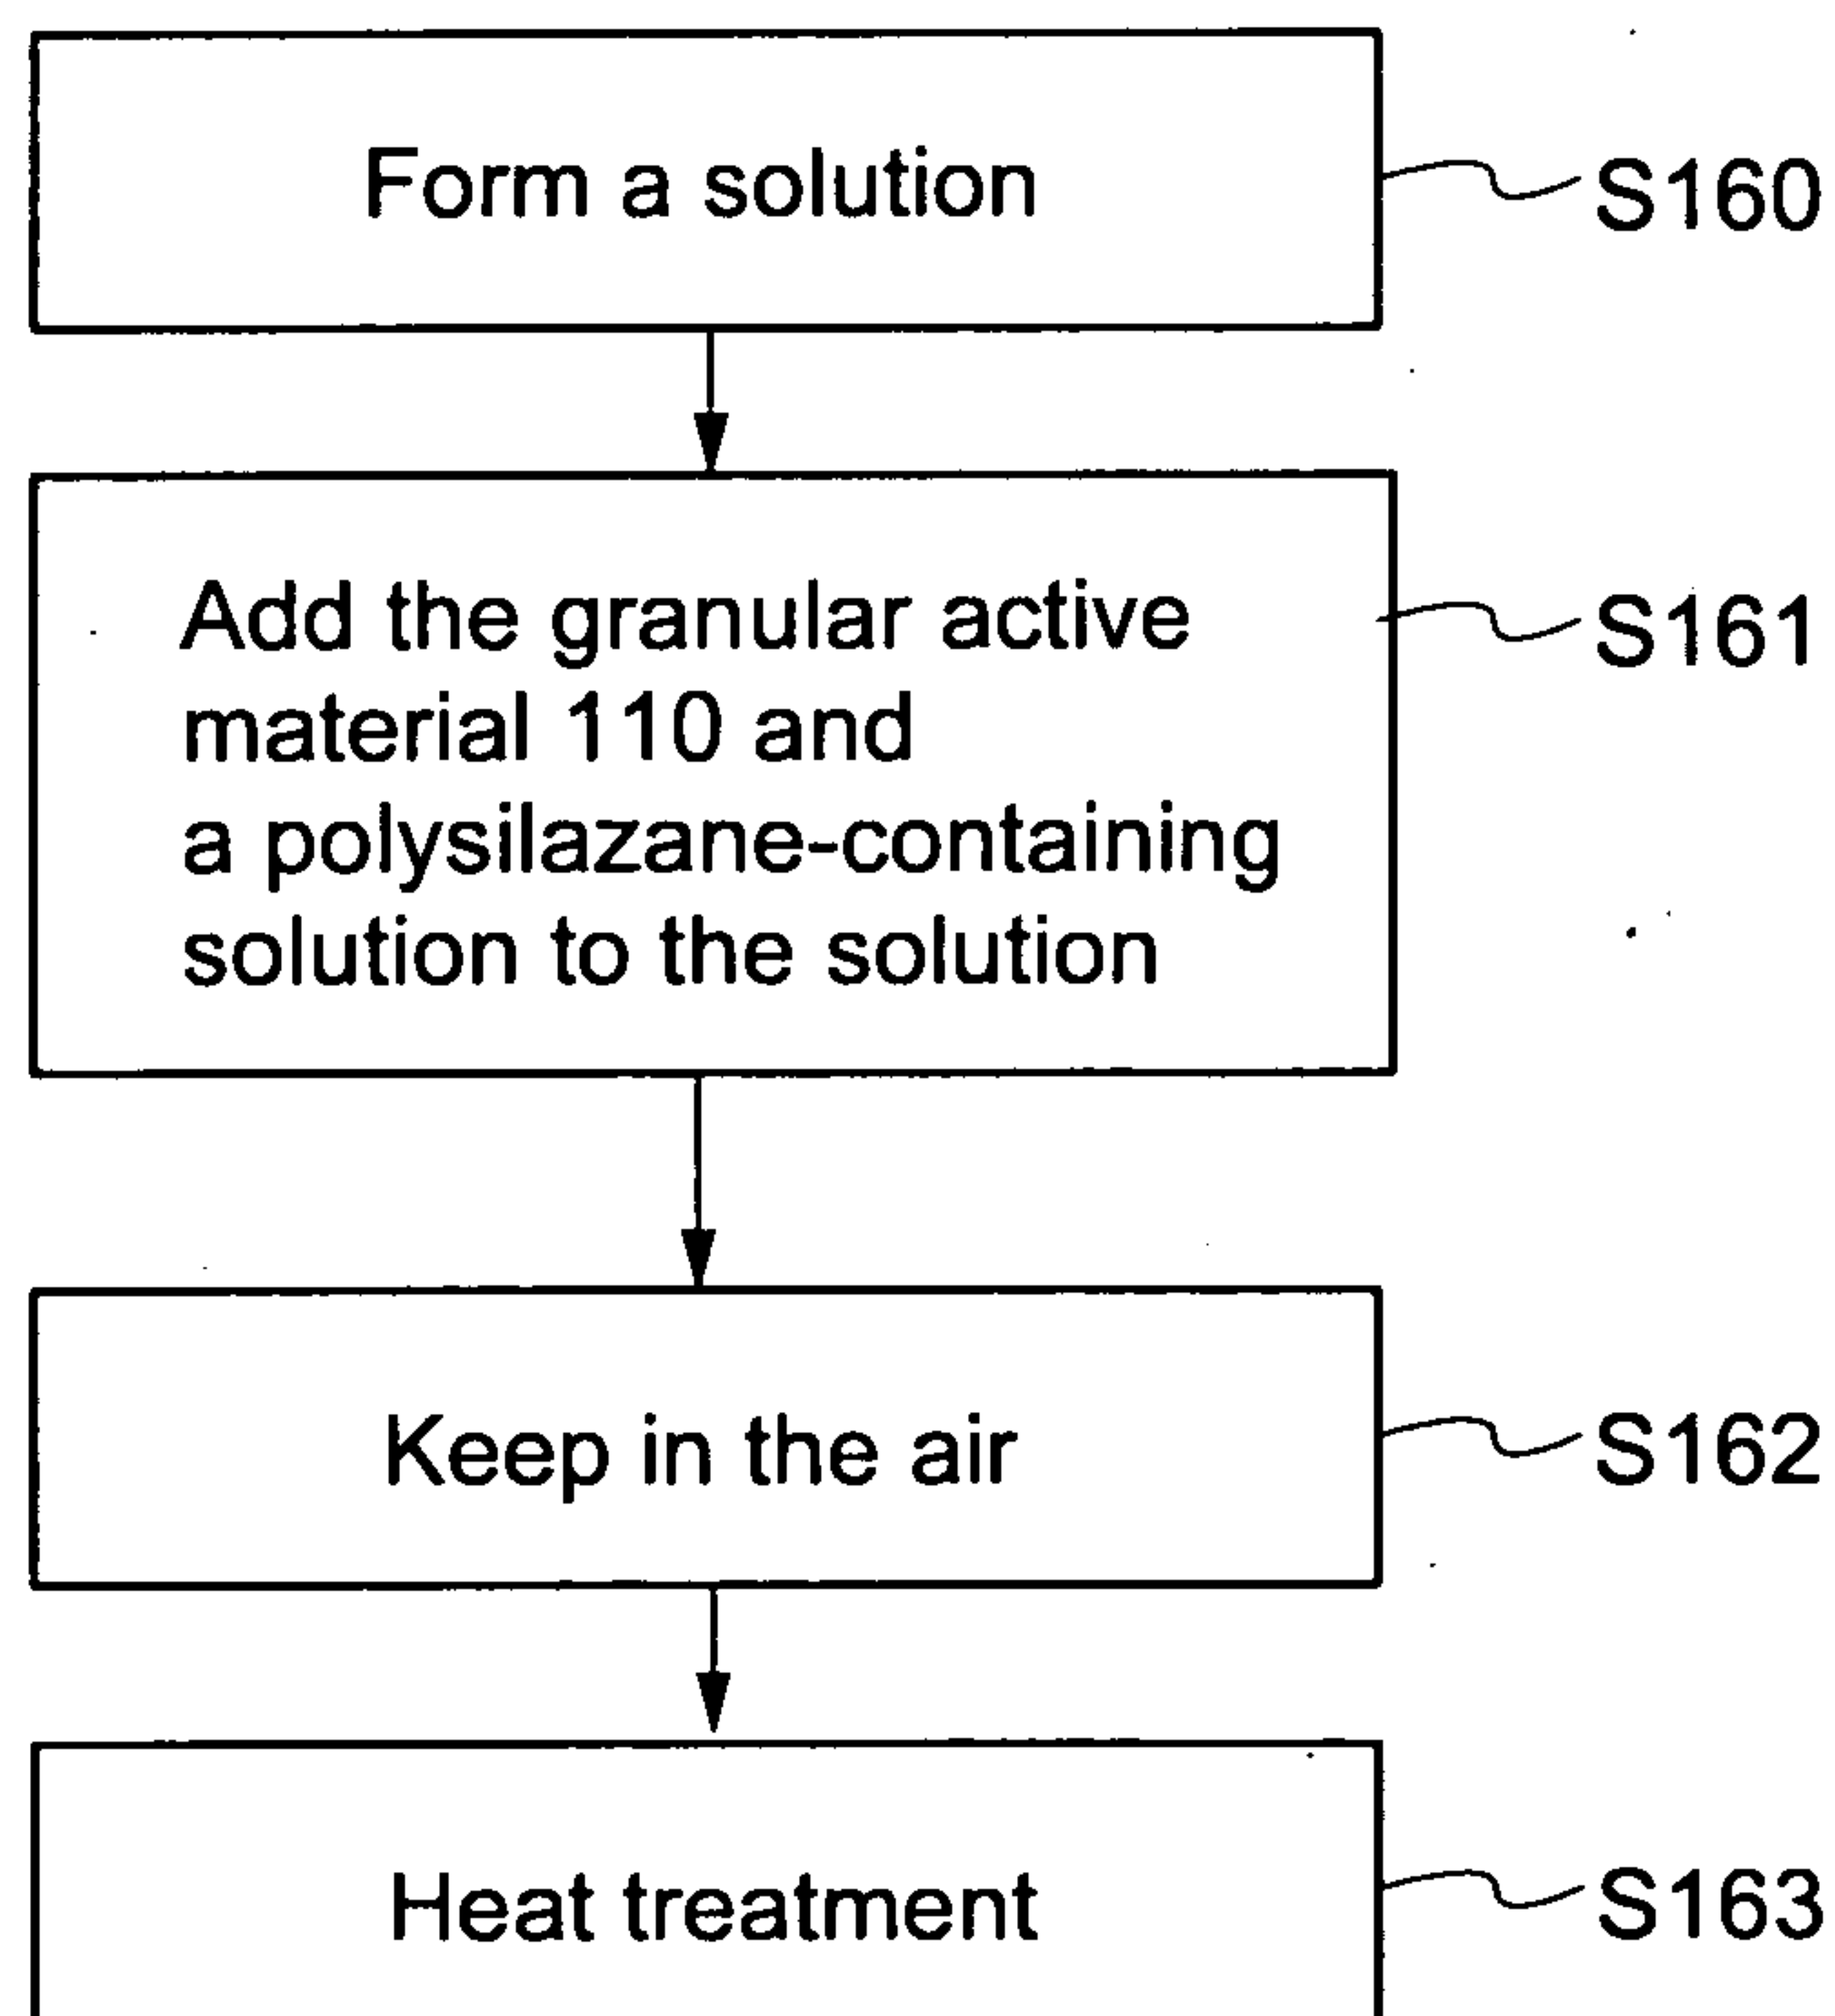 Form a solution
S160
Add the granular active
S161
material 110 and
a polysilazane-containing
solution to the solution
Keep in the air
S162
Heat treatment
S163